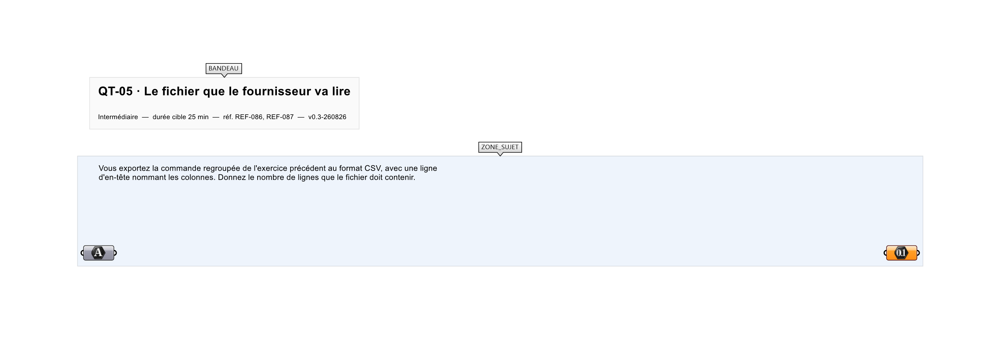 BANDEAU
QT-05 · Le fichier que le fournisseur va lire
Intermédiaire — durée cible 25 min — réf. REF-086, REF-087 — v0.3-260826
ZONE_SUJET
Vous exportez la commande regroupée de l'exercice précédent au format CSV, avec une ligne
d'en-tête nommant les colonnes. Donnez le nombre de lignes que le fichier doit contenir.
A
0.1